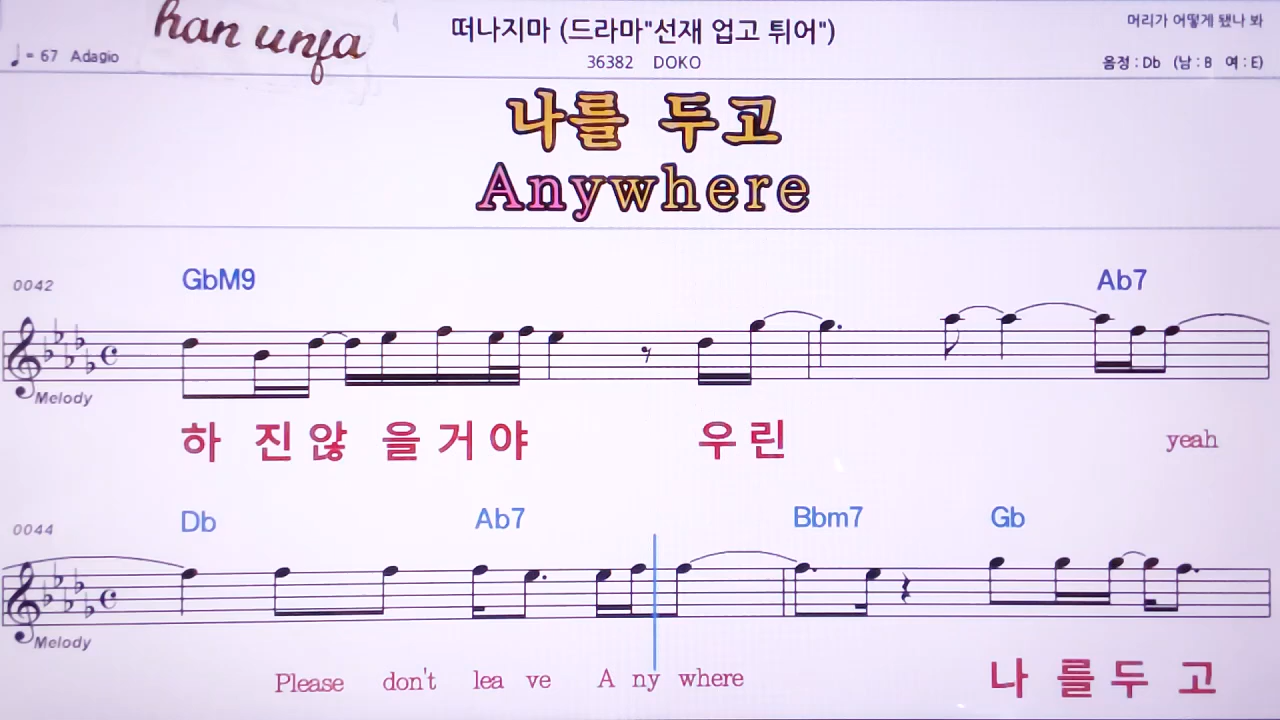 han unja
떠나지마 (드라마"선재 업고 튀어")
머리가 어떻게 됐나 봐
♩= 67 Adagio
36382 DOKO
음정 : Db (남 : B 여 : E)
나를 두고
Anywhere
0042 GbM9 Ab7
Melody
하 진 않 을 거 야 우 린 yeah
0044 Db Ab7 Bbm7 Gb
Melody
Please don't lea ve A ny where 나 를 두 고